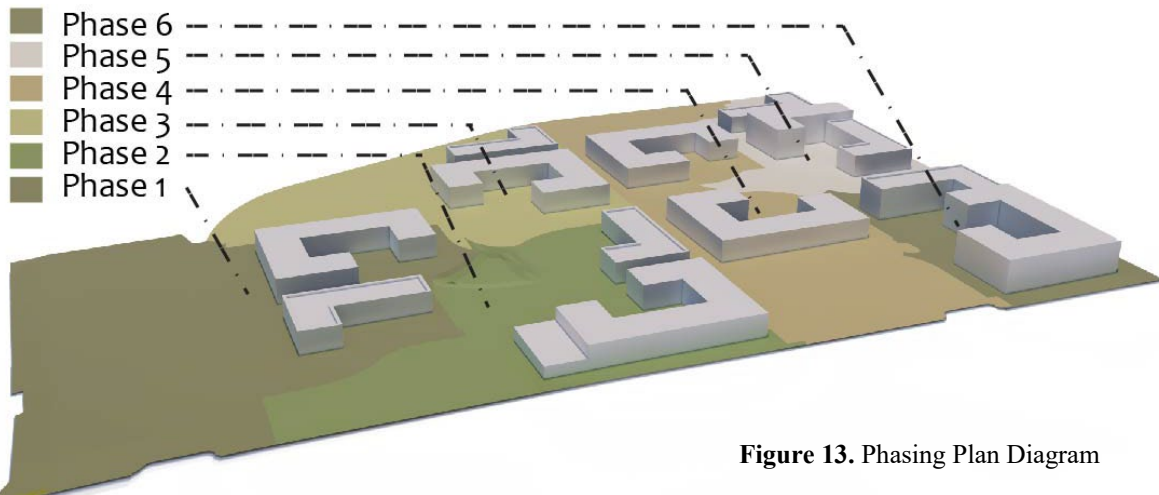 Phase 6
Phase 5
Phase 4
Phase 3
Phase 2
Phase 1
Figure 13. Phasing Plan Diagram